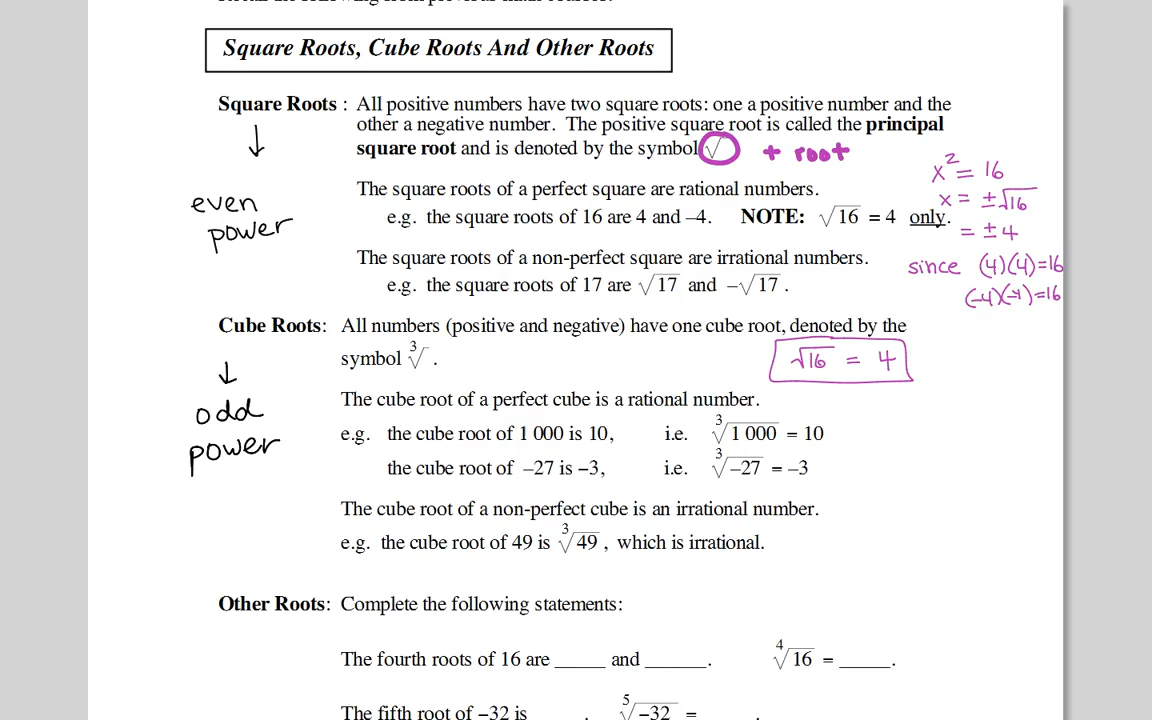 Square Roots, Cube Roots And Other Roots
Square Roots : All positive numbers have two square roots: one a positive number and the
other a negative number. The positive square root is called the principal
square root and is denoted by the symbol √ + root
x² = 16
x = ±√16
= ±4
since (4)(4)=16
(-4)(-4)=16
even
power
The square roots of a perfect square are rational numbers.
e.g. the square roots of 16 are 4 and –4. NOTE: √16 = 4 only.
The square roots of a non-perfect square are irrational numbers.
e.g. the square roots of 17 are √17 and –√17 .
Cube Roots: All numbers (positive and negative) have one cube root, denoted by the
symbol ∛ .
√16 = 4
odd
power
The cube root of a perfect cube is a rational number.
e.g. the cube root of 1 000 is 10, i.e. ∛1 000 = 10
the cube root of –27 is –3, i.e. ∛–27 = –3
The cube root of a non-perfect cube is an irrational number.
e.g. the cube root of 49 is ∛49 , which is irrational.
Other Roots: Complete the following statements:
The fourth roots of 16 are _____ and ______. ∜16 = _____.
The fifth root of –32 is . ⁵√–32 = .